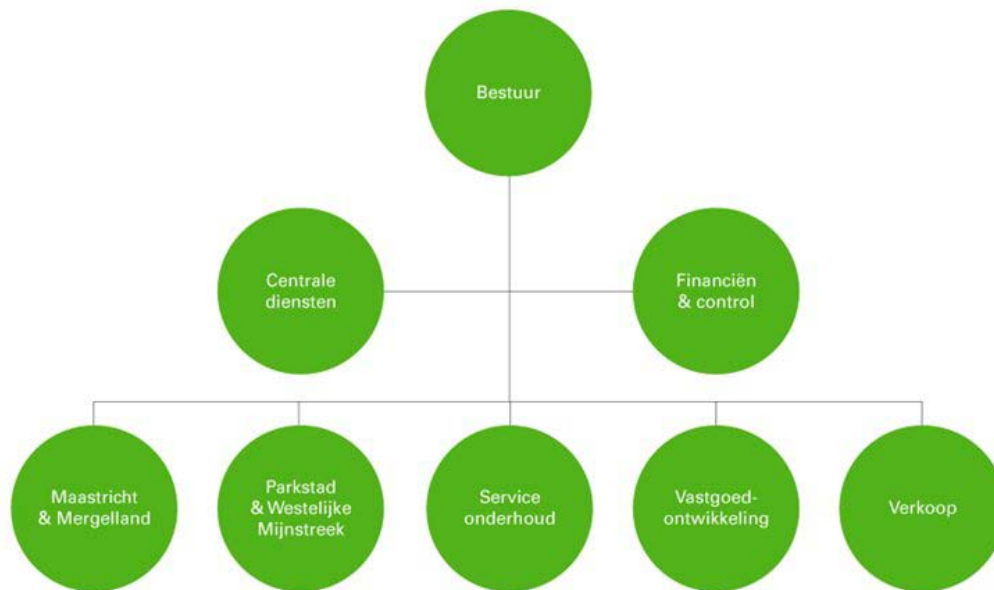 Bestuur
Centrale
diensten
Financiën
& control
Maastricht
& Mergelland
Parkstad
& Westelijke
Mijnstreek
Service
onderhoud
Vastgoed-
ontwikkeling
Verkoop